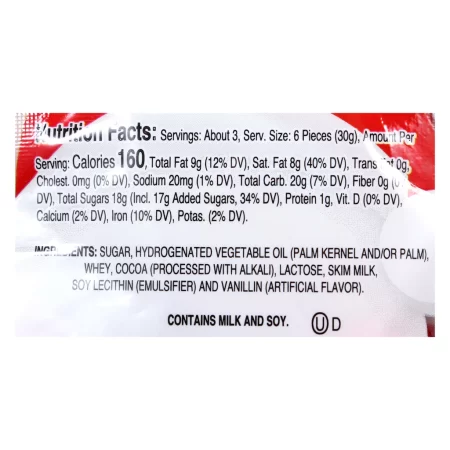 Nutrition Facts: Servings: About 3, Serv. Size: 6 Pieces (30g), Amount Per
Serving: Calories 160, Total Fat 9g (12% DV), Sat. Fat 8g (40% DV), Trans Fat 0g,
Cholest. 0mg (0% DV), Sodium 20mg (1% DV), Total Carb. 20g (7% DV), Fiber 0g (0%
DV), Total Sugars 18g (Incl. 17g Added Sugars, 34% DV), Protein 1g, Vit. D (0% DV),
Calcium (2% DV), Iron (10% DV), Potas. (2% DV).
INGREDIENTS: SUGAR, HYDROGENATED VEGETABLE OIL (PALM KERNEL AND/OR PALM),
WHEY, COCOA (PROCESSED WITH ALKALI), LACTOSE, SKIM MILK,
SOY LECITHIN (EMULSIFIER) AND VANILLIN (ARTIFICIAL FLAVOR).
CONTAINS MILK AND SOY. U D